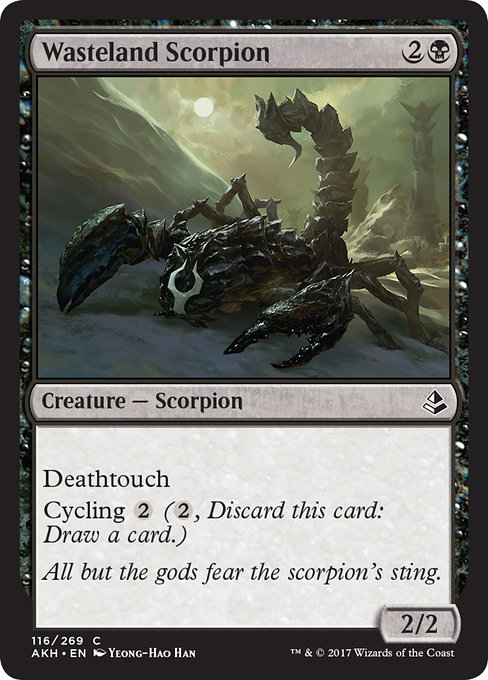 Wasteland Scorpion 2
Creature — Scorpion
Deathtouch
Cycling 2 (2, Discard this card:
Draw a card.)
All but the gods fear the scorpion's sting.
2/2
116/269 C
AKH • EN Yeong-Hao Han
™ & © 2017 Wizards of the Coast